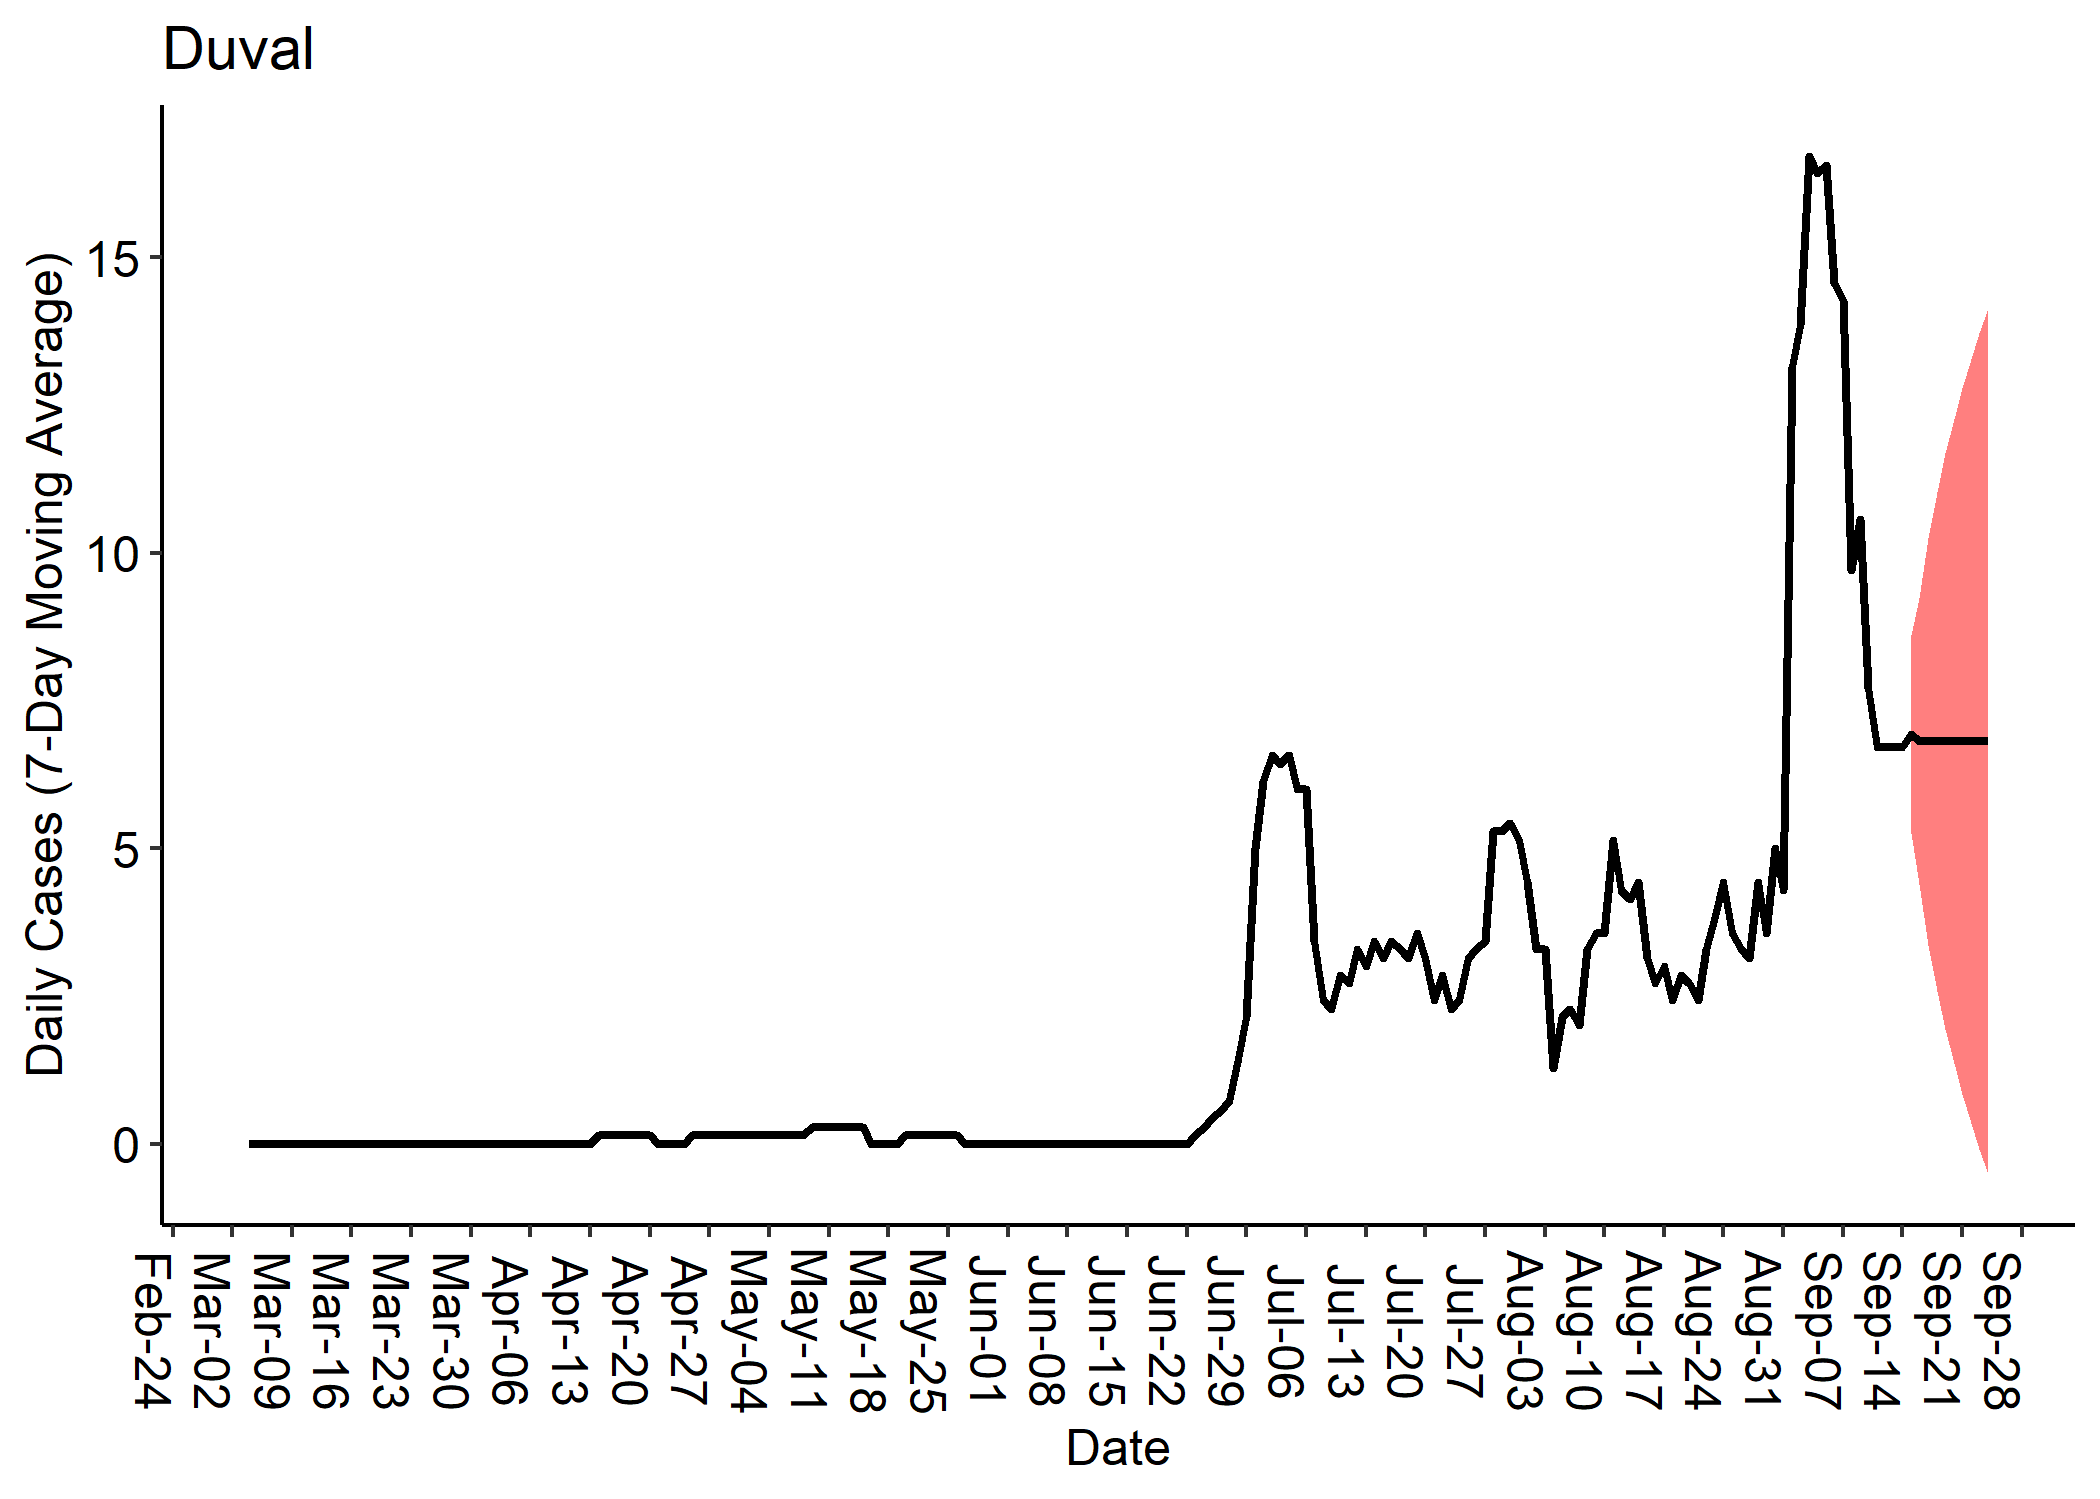 Duval
Daily Cases (7-Day Moving Average)
15
10
5
0
Feb-24
Mar-02
Mar-09
Mar-16
Mar-23
Mar-30
Apr-06
Apr-13
Apr-20
Apr-27
May-04
May-11
May-18
May-25
Jun-01
Jun-08
Jun-15
Jun-22
Jun-29
Jul-06
Jul-13
Jul-20
Jul-27
Aug-03
Aug-10
Aug-17
Aug-24
Aug-31
Sep-07
Sep-14
Sep-21
Sep-28
Date